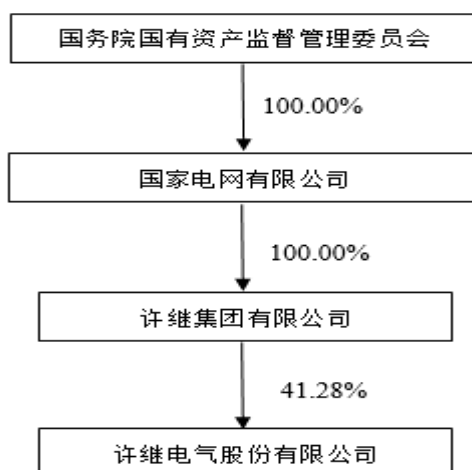 国务院国有资产监督管理委员会
100.00%
国家电网有限公司
100.00%
许继集团有限公司
41.28%
许继电气股份有限公司